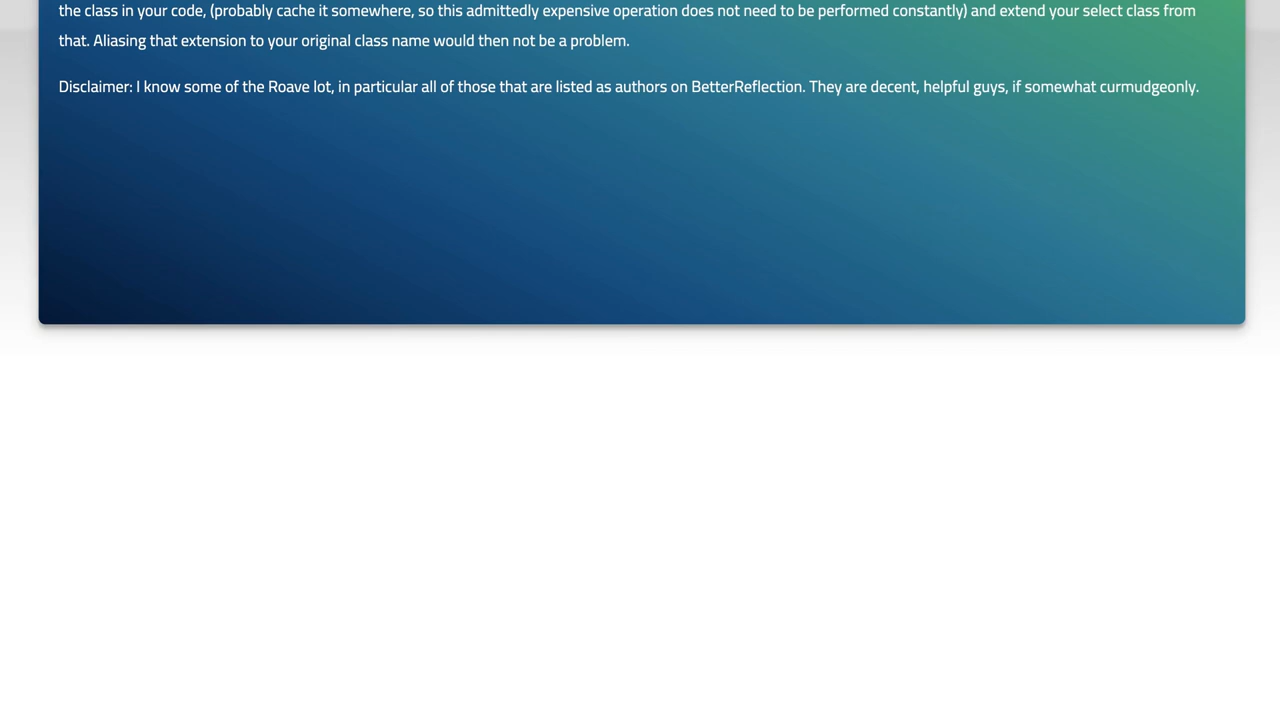 the class in your code, (probably cache it somewhere, so this admittedly expensive operation does not need to be performed constantly) and extend your select class from
that. Aliasing that extension to your original class name would then not be a problem.
Disclaimer: I know some of the Roave lot, in particular all of those that are listed as authors on BetterReflection. They are decent, helpful guys, if somewhat curmudgeonly.